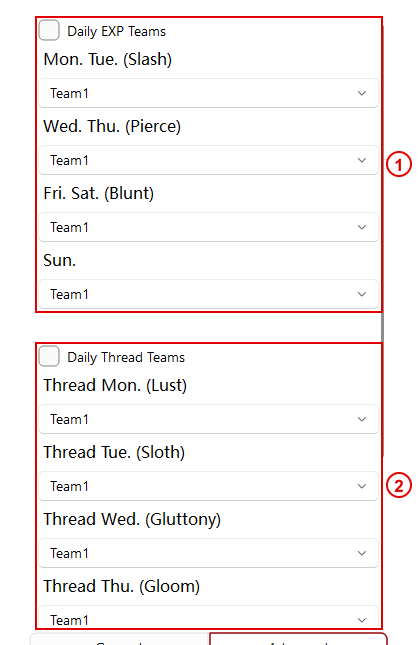 Daily EXP Teams
Mon. Tue. (Slash)
Team1
Wed. Thu. (Pierce)
Team1
1
Fri. Sat. (Blunt)
Team1
Sun.
Team1
Daily Thread Teams
Thread Mon. (Lust)
Team1
Thread Tue. (Sloth)
Team1
2
Thread Wed. (Gluttony)
Team1
Thread Thu. (Gloom)
Team1